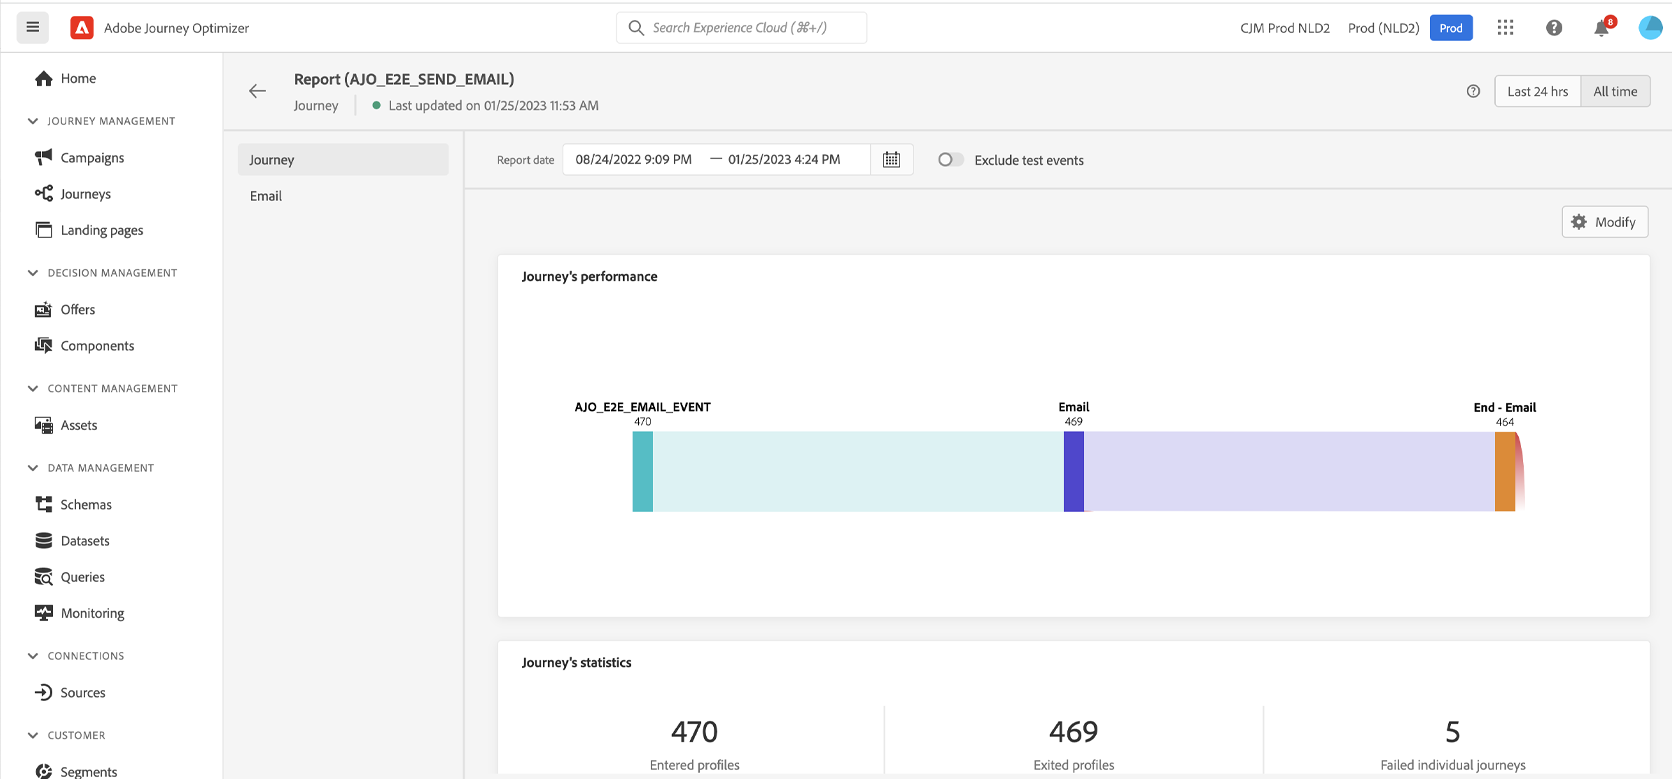 Adobe Journey Optimizer
Search Experience Cloud (⌘+/)
CJM Prod NLD2
Prod (NLD2)
Prod
8
Home
JOURNEY MANAGEMENT
Campaigns
Journeys
Landing pages
DECISION MANAGEMENT
Offers
Components
CONTENT MANAGEMENT
Assets
DATA MANAGEMENT
Schemas
Datasets
Queries
Monitoring
CONNECTIONS
Sources
CUSTOMER
Segments
Report (AJO_E2E_SEND_EMAIL)
Journey
Last updated on 01/25/2023 11:53 AM
Last 24 hrs
All time
Journey
Email
Report date
08/24/2022 9:09 PM — 01/25/2023 4:24 PM
Exclude test events
Modify
Journey's performance
AJO_E2E_EMAIL_EVENT
470
Email
469
End - Email
464
Journey's statistics
470
Entered profiles
469
Exited profiles
5
Failed individual journeys